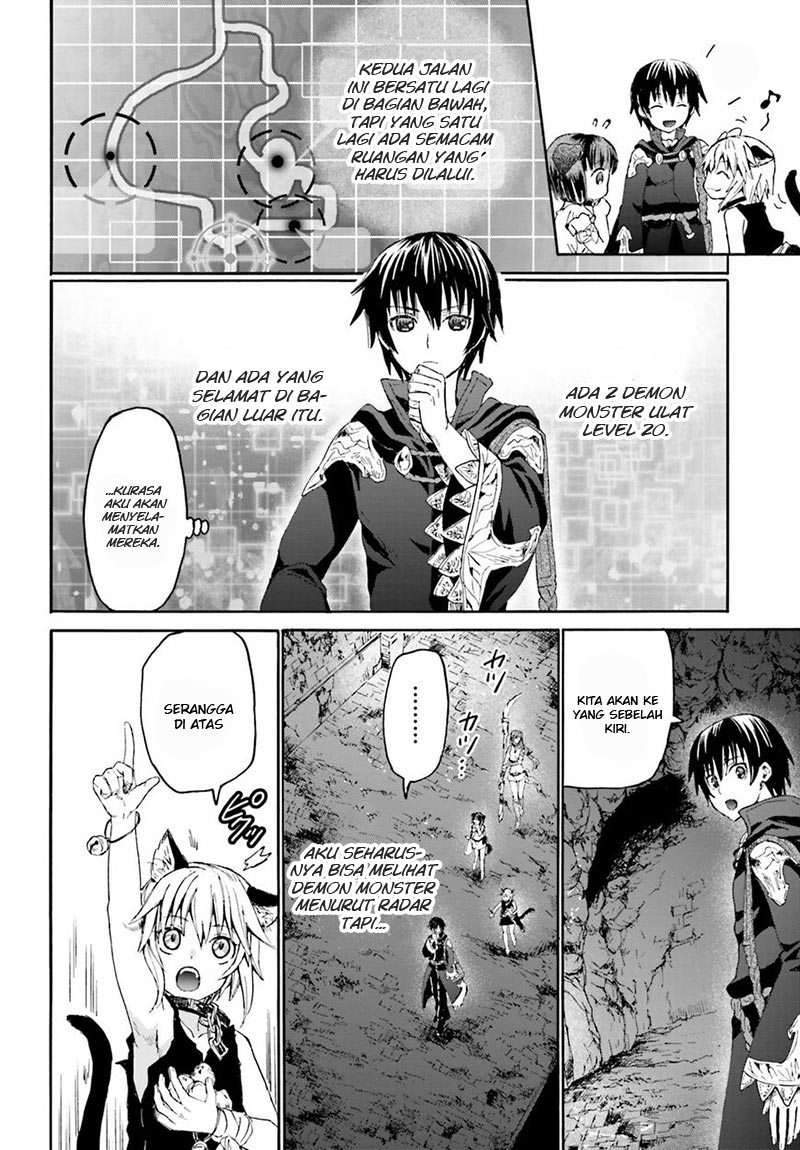 KEDUA JALAN
INI BERSATU LAGI
DI BAGIAN BAWAH,
TAPI YANG SATU
LAGI ADA SEMACAM
RUANGAN YANG
HARUS DILALUI.
ADA 2 DEMON
MONSTER ULAT
LEVEL 20.
DAN ADA YANG
SELAMAT DI BA-
GIAN LUAR ITU.
...KURASA
AKU AKAN
MENYELA-
MATKAN
MEREKA.
KITA AKAN KE
YANG SEBELAH
KIRI.
カツ
カツ
………
AKU SEHARUS-
NYA BISA MELIHAT
DEMON MONSTER
MENURUT RADAR
TAPI...
SERANGGA
DI ATAS
ピクッ